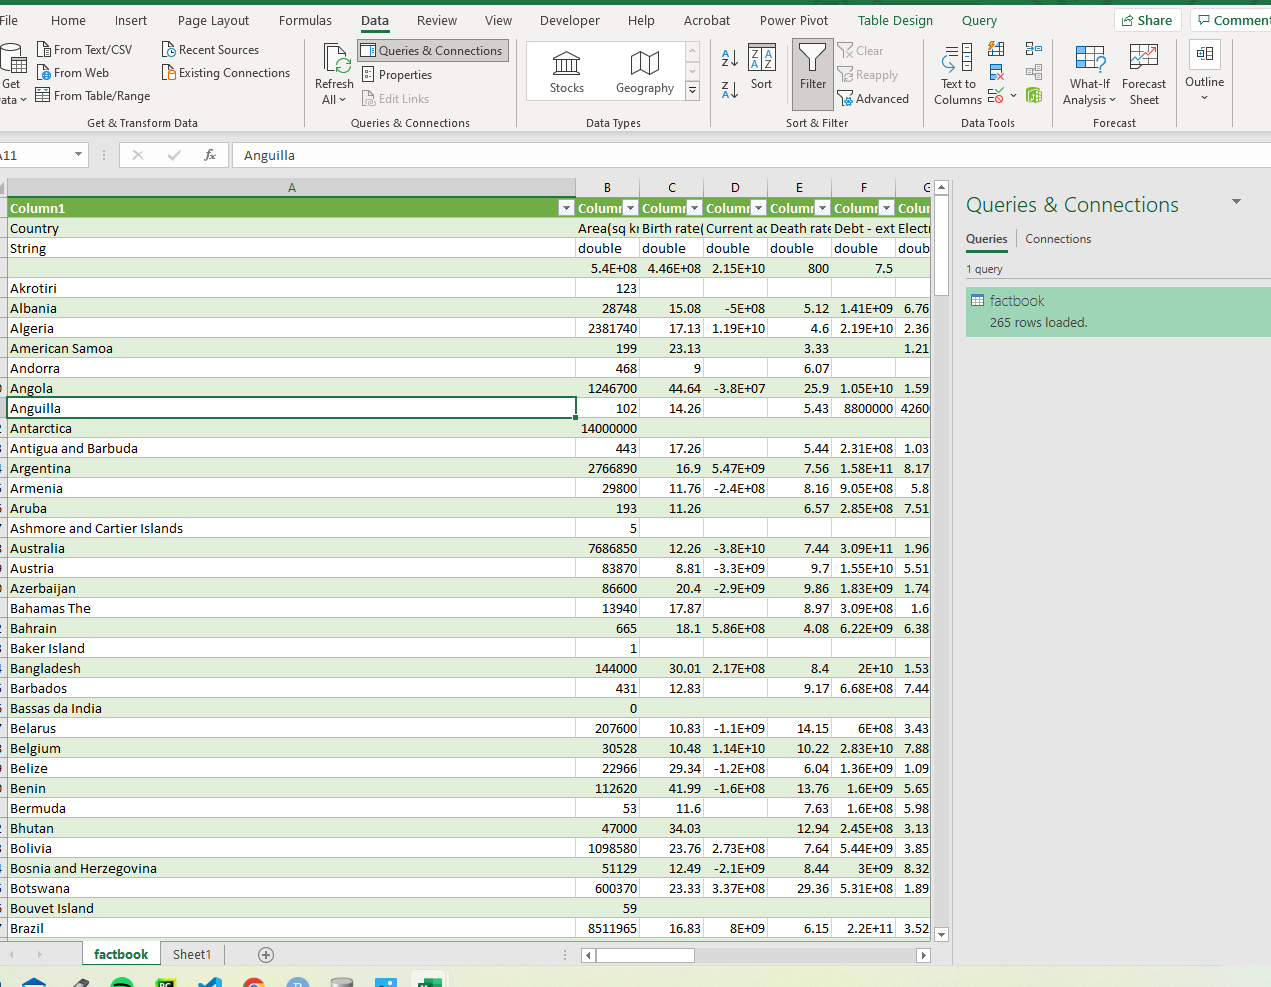 File Home Insert Page Layout Formulas Data Review View Developer Help Acrobat Power Pivot Table Design Query Share Comment
From Text/CSV Recent Sources Queries & Connections Clear
From Web Existing Connections Properties Reapply
Get Data From Table/Range Refresh All Edit Links Stocks Geography Sort Filter Advanced Text to Columns What-If Analysis Forecast Sheet Outline
Get & Transform Data Queries & Connections Data Types Sort & Filter Data Tools Forecast
A11 fx Anguilla
A B C D E F G
Column1 Colum Colum Colum Colum Colum Colum
Country Area(sq k Birth rate( Current ac Death rate Debt - ext Electr
String double double double double double doub
5.4E+08 4.46E+08 2.15E+10 800 7.5
Akrotiri 123
Albania 28748 15.08 -5E+08 5.12 1.41E+09 6.76
Algeria 2381740 17.13 1.19E+10 4.6 2.19E+10 2.36
American Samoa 199 23.13 3.33 1.21
Andorra 468 9 6.07
Angola 1246700 44.64 -3.8E+07 25.9 1.05E+10 1.59
Anguilla 102 14.26 5.43 8800000 4260
Antarctica 14000000
Antigua and Barbuda 443 17.26 5.44 2.31E+08 1.03
Argentina 2766890 16.9 5.47E+09 7.56 1.58E+11 8.17
Armenia 29800 11.76 -2.4E+08 8.16 9.05E+08 5.8
Aruba 193 11.26 6.57 2.85E+08 7.51
Ashmore and Cartier Islands 5
Australia 7686850 12.26 -3.8E+10 7.44 3.09E+11 1.96
Austria 83870 8.81 -3.3E+09 9.7 1.55E+10 5.51
Azerbaijan 86600 20.4 -2.9E+09 9.86 1.83E+09 1.74
Bahamas The 13940 17.87 8.97 3.09E+08 1.6
Bahrain 665 18.1 5.86E+08 4.08 6.22E+09 6.38
Baker Island 1
Bangladesh 144000 30.01 2.17E+08 8.4 2E+10 1.53
Barbados 431 12.83 9.17 6.68E+08 7.44
Bassas da India 0
Belarus 207600 10.83 -1.1E+09 14.15 6E+08 3.43
Belgium 30528 10.48 1.14E+10 10.22 2.83E+10 7.88
Belize 22966 29.34 -1.2E+08 6.04 1.36E+09 1.09
Benin 112620 41.99 -1.6E+08 13.76 1.6E+09 5.65
Bermuda 53 11.6 7.63 1.6E+08 5.98
Bhutan 47000 34.03 12.94 2.45E+08 3.13
Bolivia 1098580 23.76 2.73E+08 7.64 5.44E+09 3.85
Bosnia and Herzegovina 51129 12.49 -2.1E+09 8.44 3E+09 8.32
Botswana 600370 23.33 3.37E+08 29.36 5.31E+08 1.89
Bouvet Island 59
Brazil 8511965 16.83 8E+09 6.15 2.2E+11 3.52
factbook Sheet1
Queries & Connections
Queries Connections
1 query
factbook
265 rows loaded.